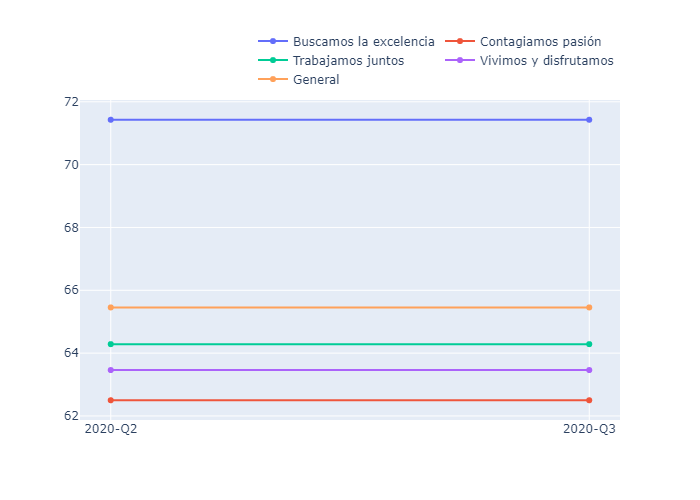 Buscamos la excelencia Contagiamos pasión
Trabajamos juntos Vivimos y disfrutamos
General
72
70
68
66
64
62
2020-Q2 2020-Q3